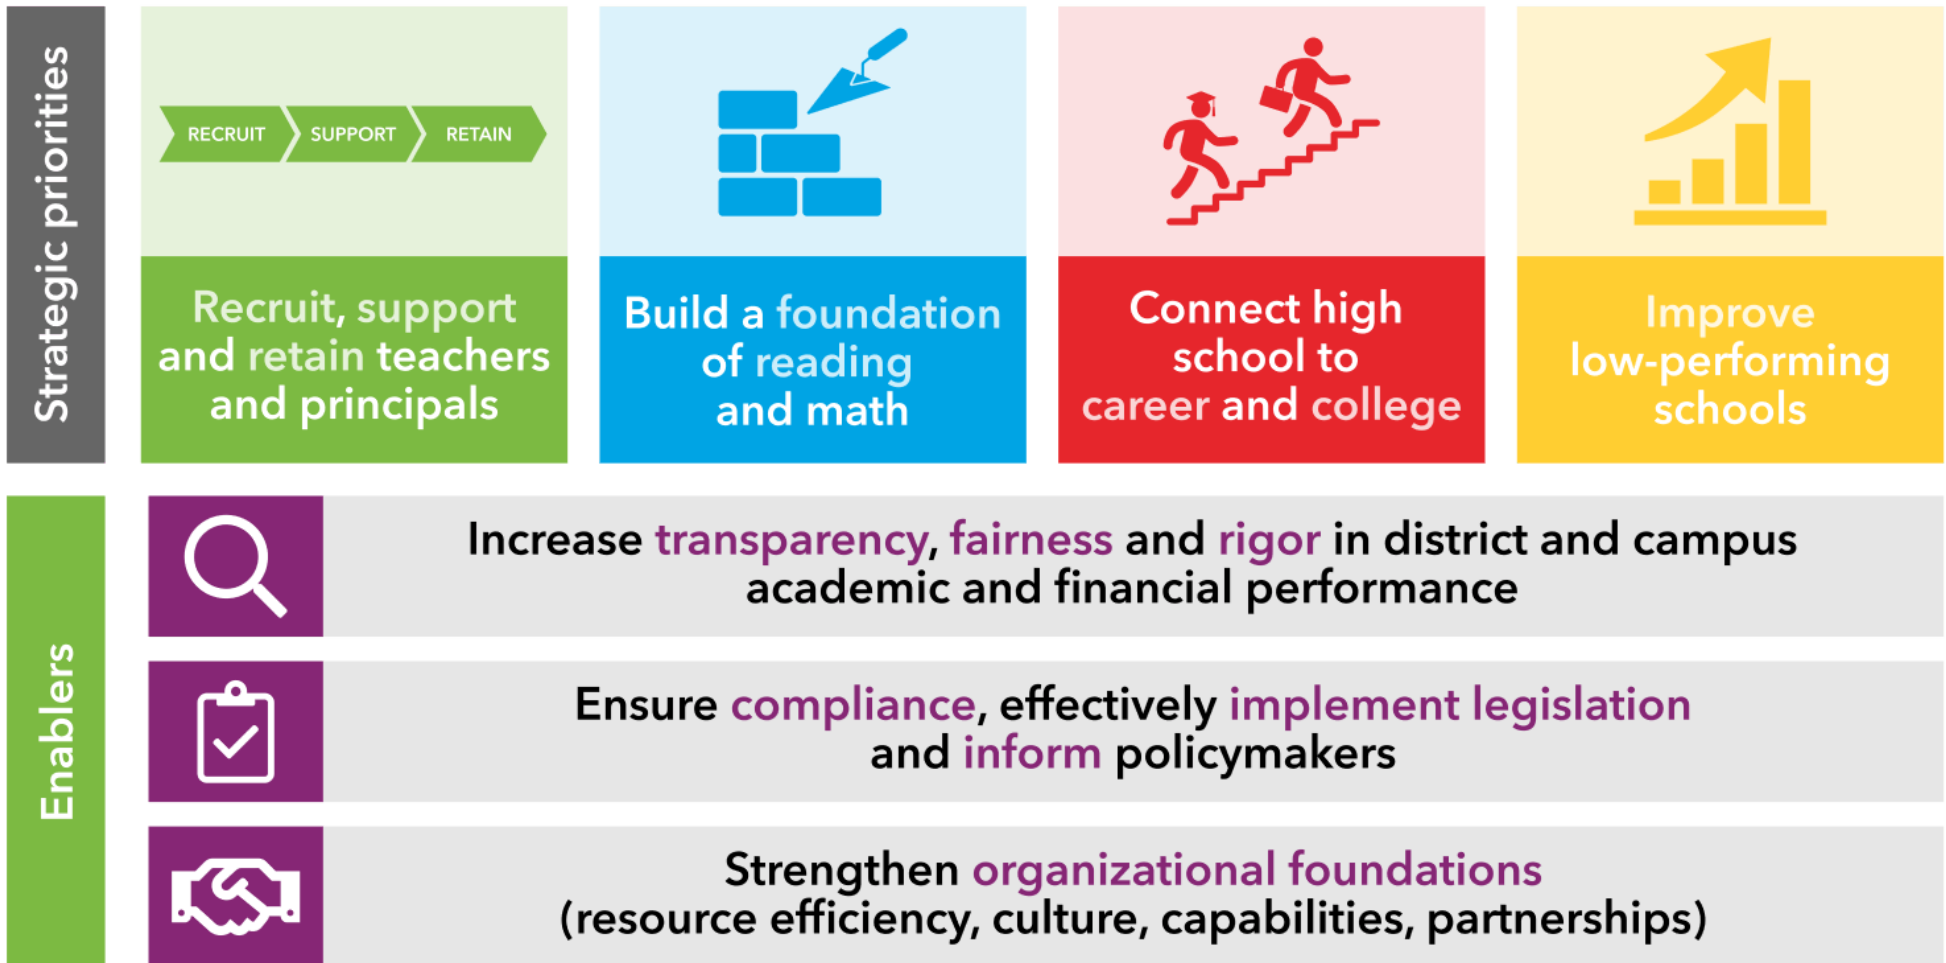 Strategic priorities
RECRUIT
SUPPORT
RETAIN
Recruit, support
and retain teachers
and principals
Build a foundation
of reading
and math
Connect high
school to
career and college
Improve
low-performing
schools
Enablers
Increase transparency, fairness and rigor in district and campus
academic and financial performance
Ensure compliance, effectively implement legislation
and inform policymakers
Strengthen organizational foundations
(resource efficiency, culture, capabilities, partnerships)